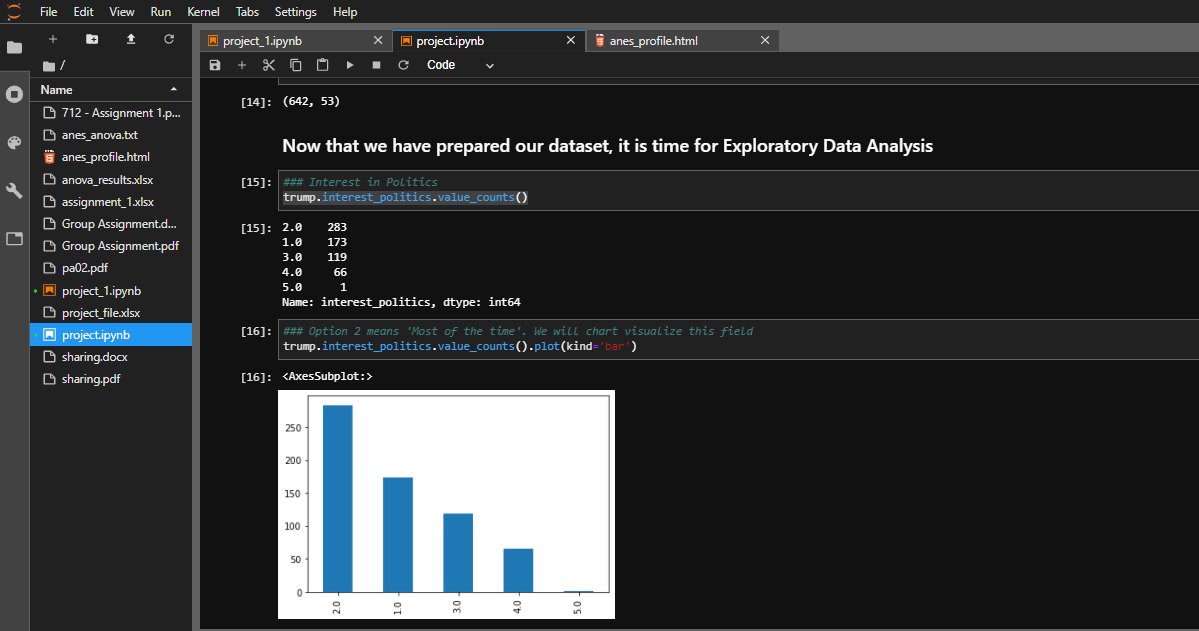 File Edit View Run Kernel Tabs Settings Help
project_1.ipynb
project.ipynb
anes_profile.html
/
Code
Name
712 - Assignment 1.p...
anes_anova.txt
anes_profile.html
anova_results.xlsx
assignment_1.xlsx
Group Assignment.d...
Group Assignment.pdf
pa02.pdf
project_1.ipynb
project_file.xlsx
project.ipynb
sharing.docx
sharing.pdf
[14]: (642, 53)
Now that we have prepared our dataset, it is time for Exploratory Data Analysis
[15]: ### Interest in Politics
trump.interest_politics.value_counts()
[15]: 2.0 283
1.0 173
3.0 119
4.0 66
5.0 1
Name: interest_politics, dtype: int64
[16]: ### Option 2 means 'Most of the time'. We will chart visualize this field
trump.interest_politics.value_counts().plot(kind='bar')
[16]: <AxesSubplot:>
250
200
150
100
50
0
2.0 1.0 3.0 4.0 5.0